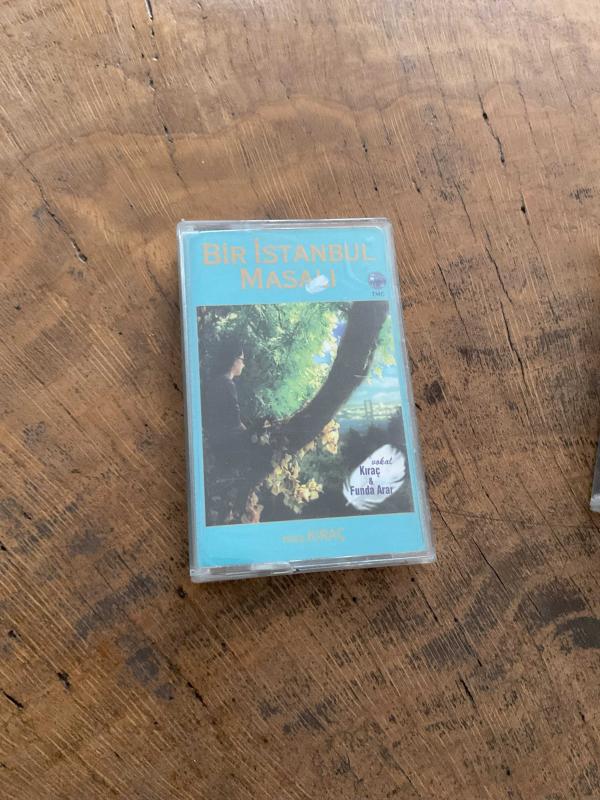 BİR İSTANBUL
MASALI
TMC
vokal
Kıraç
&
Funda Arar
KIRAÇ